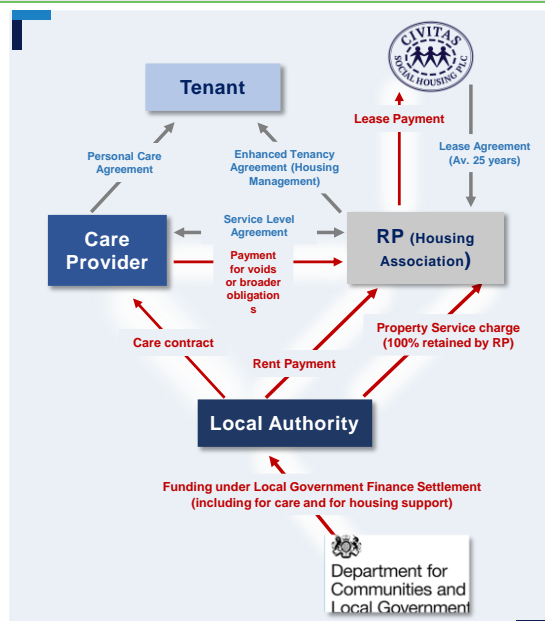 CIVITAS
SOCIAL HOUSING PLC
Tenant
Lease Payment
Personal Care
Agreement
Enhanced Tenancy
Agreement (Housing
Management)
Lease Agreement
(Av. 25 years)
Service Level
Agreement
Care
Provider
RP (Housing
Association)
Payment
for voids
or broader
obligation
s
Care contract
Rent Payment
Property Service charge
(100% retained by RP)
Local Authority
Funding under Local Government Finance Settlement
(including for care and for housing support)
Department for
Communities and
Local Government